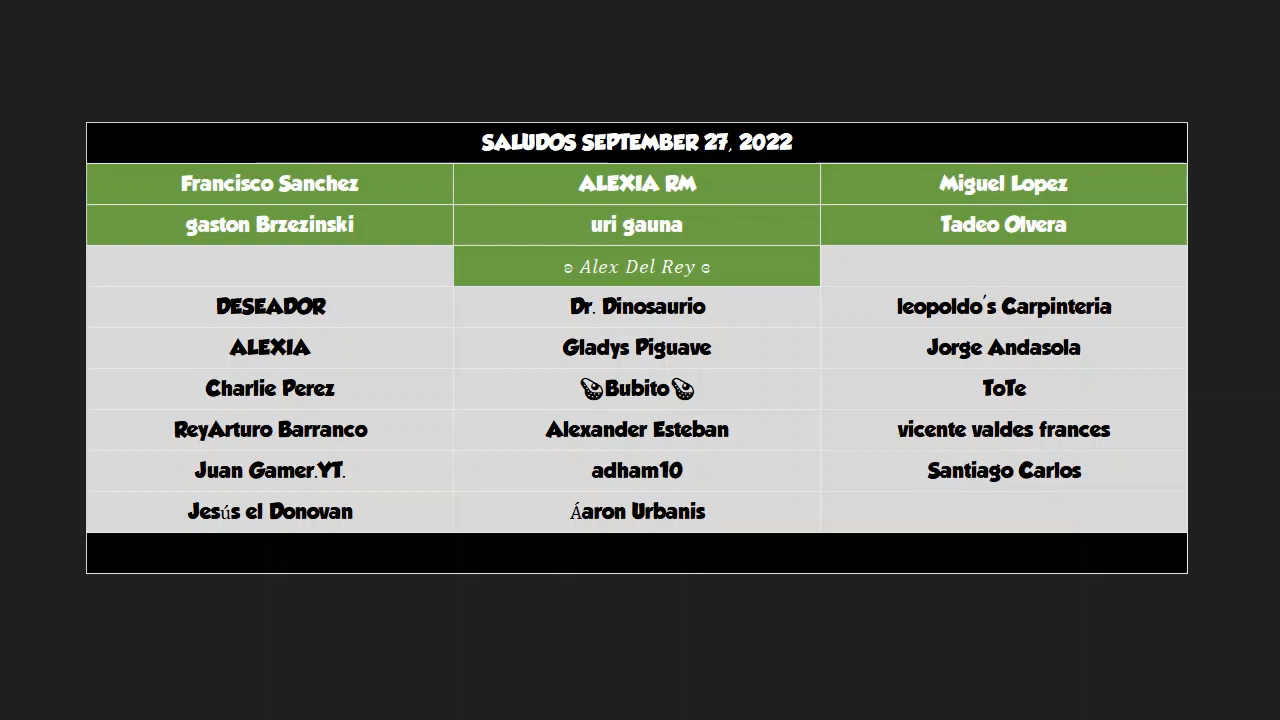 SALUDOS SEPTEMBER 27, 2022
Francisco Sanchez ALEXIA RM Miguel Lopez
gaston Brzezinski uri gauna Tadeo Olvera
ʚ Alex Del Rey ɞ
DESEADOR Dr. Dinosaurio leopoldo´s Carpinteria
ALEXIA Gladys Piguave Jorge Andasola
Charlie Perez Bubito ToTe
ReyArturo Barranco Alexander Esteban vicente valdes frances
Juan Gamer.YT. adham10 Santiago Carlos
Jesús el Donovan Áaron Urbanis